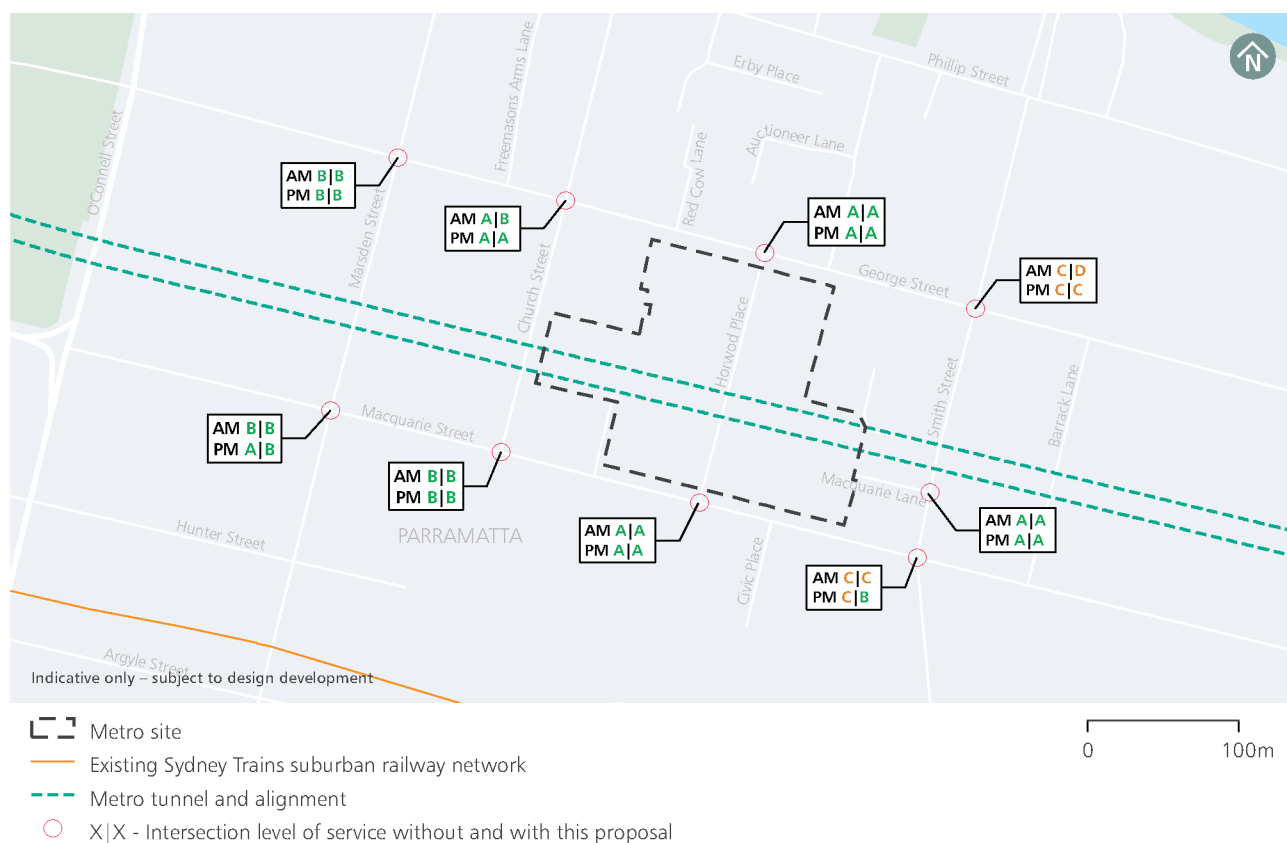 N
Phillip Street
Erby Place
Freemasons Arms Lane
Auctioneer Lane
Red Cow Lane
O'Connell Street
AM B|B
PM B|B
AM A|B
PM A|A
AM A|A
PM A|A
Marsden Street
Church Street
George Street
AM C|D
PM C|C
Horwod Place
Smith Street
Barrack Lane
Macquarie Street
AM B|B
PM A|B
AM B|B
PM B|B
Macquarie Lane
Hunter Street
PARRAMATTA
AM A|A
PM A|A
AM A|A
PM A|A
Civic Place
AM C|C
PM C|B
Argyle Street
Indicative only – subject to design development
Metro site
Existing Sydney Trains suburban railway network
Metro tunnel and alignment
X|X - Intersection level of service without and with this proposal
0 100m